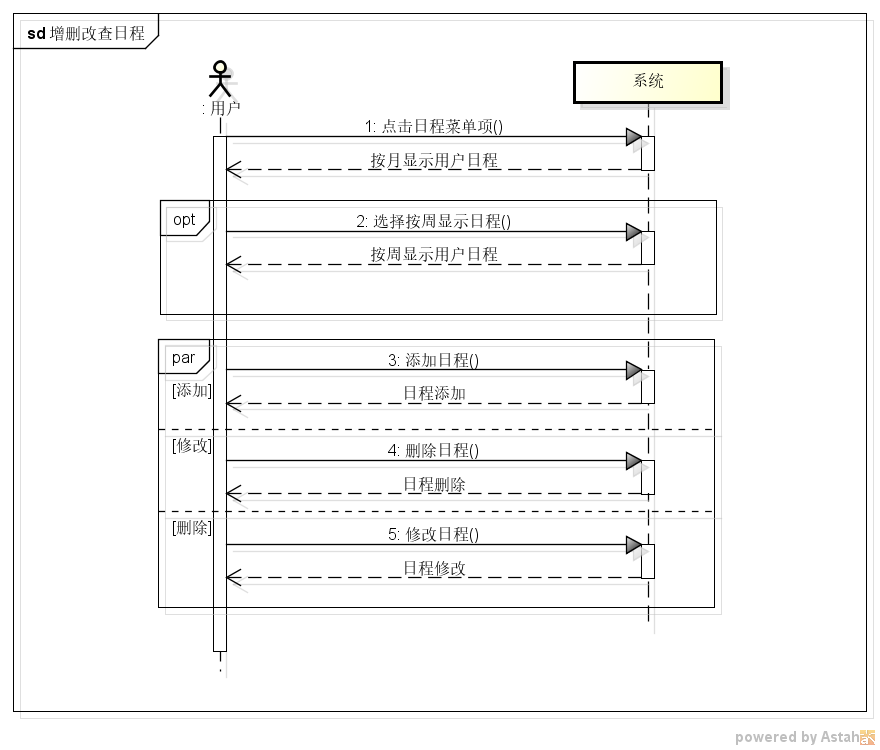 sd 增删改查日程
: 用户
系统
1: 点击日程菜单项()
按月显示用户日程
opt
2: 选择按周显示日程()
按周显示用户日程
par
3: 添加日程()
[添加]
日程添加
[修改]
4: 删除日程()
日程删除
[删除]
5: 修改日程()
日程修改
powered by Astah